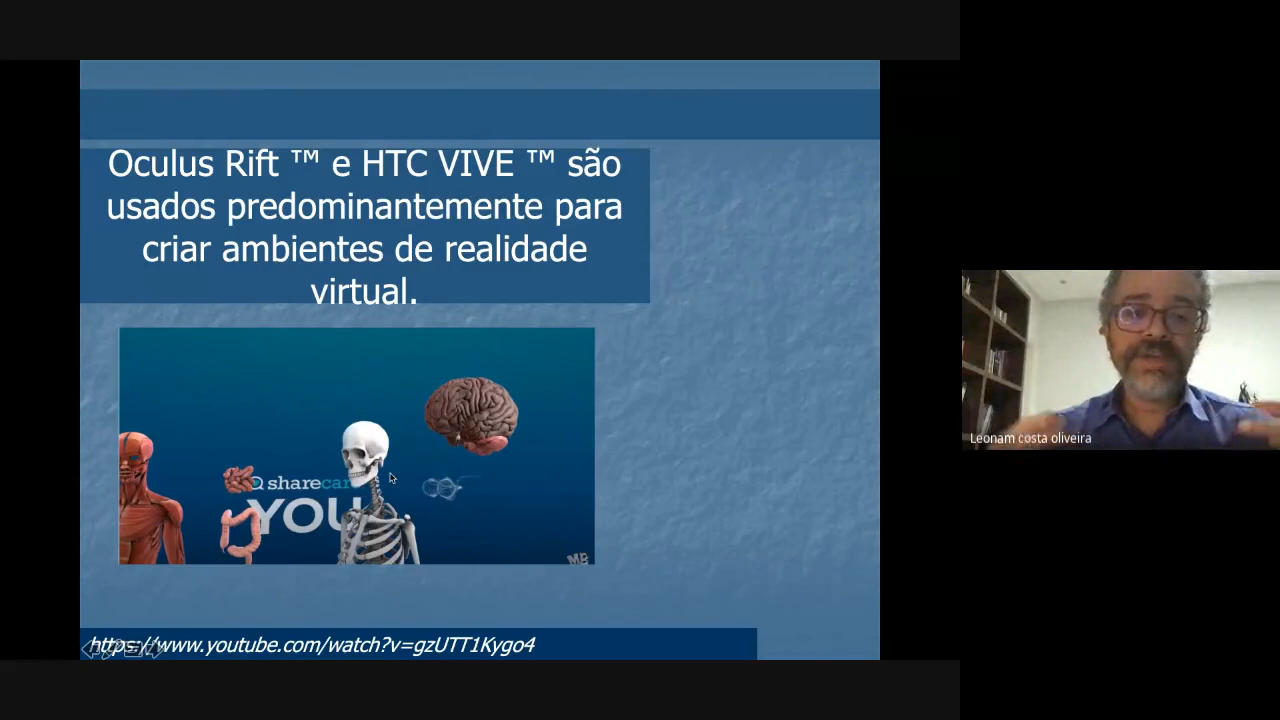 Oculus Rift ™ e HTC VIVE ™ são
usados predominantemente para
criar ambientes de realidade
virtual.
sharecar
YOU
https://www.youtube.com/watch?v=gzUTT1Kygo4
Leonam costa oliveira